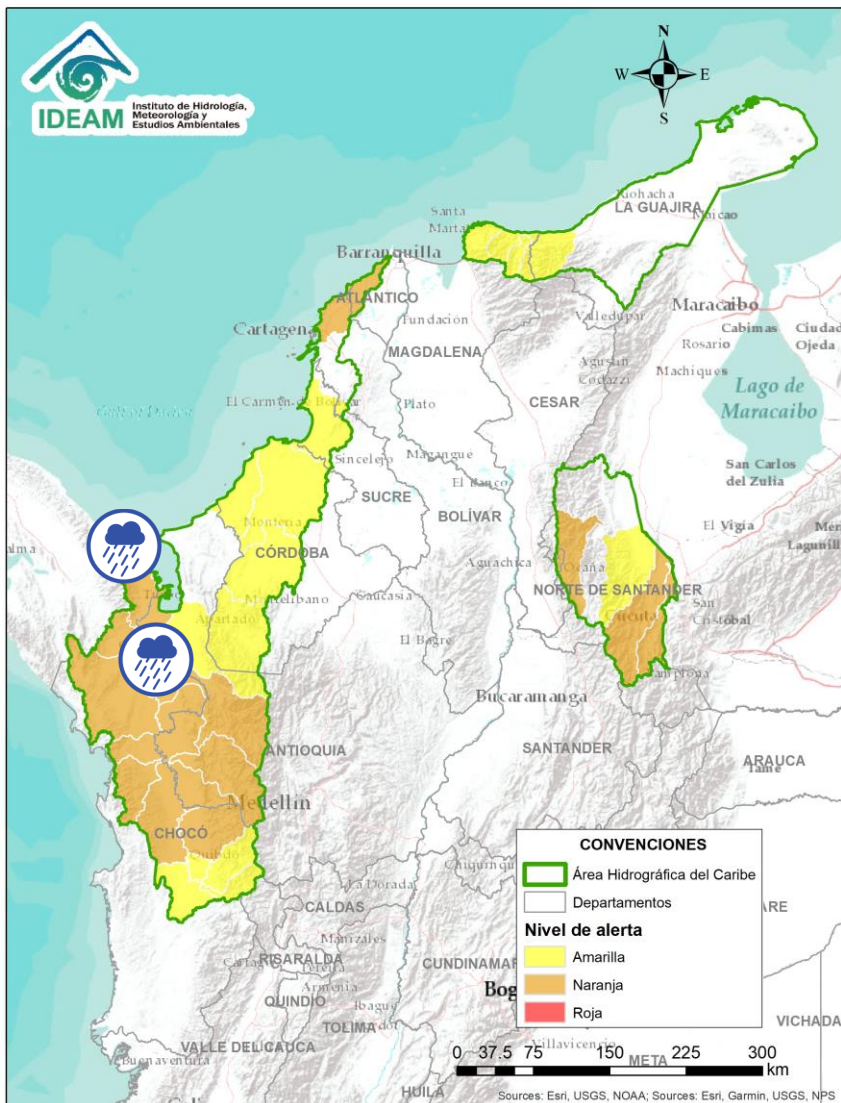 IDEAM
Instituto de Hidrología,
Meteorología y
Estudios Ambientales
N
W
E
S
Riohacha
LA GUAJIRA
Maicao
Santa
Marta
Barranquilla
ATLÁNTICO
Cartagena
Fundación
Valledupar
Maracaibo
Cabimas
Ciudad
Ojeda
Rosario
Machiques
MAGDALENA
Agustín
Codazzi
Lago de
Maracaibo
El Carmen de Bolívar
Plato
CESAR
Sincelejo
Magangué
San Carlos
del Zulia
SUCRE
El Banco
BOLÍVAR
El Vigía
Montería
CÓRDOBA
Aguachica
Ocaña
NORTE DE SANTANDER
Montelíbano
Caucasia
Apartadó
San
Cristóbal
Cúcuta
El Bagre
Pamplona
Bucaramanga
ANTIOQUIA
SANTANDER
ARAUCA
Tame
Medellín
CHOCÓ
Quibdó
La Dorada
CALDAS
Manizales
RISARALDA
Pereira
Armenia
QUINDÍO
Ibagué
TOLIMA
VALLE DEL CAUCA
Buenaventura
HUILA
Villavicencio
META
VICHADA
CONVENCIONES
Área Hidrográfica del Caribe
Departamentos
Nivel de alerta
Amarilla
Naranja
Roja
0 37.5 75 150 225 300
km
Sources: Esri, USGS, NOAA; Sources: Esri, Garmin, USGS, NPS